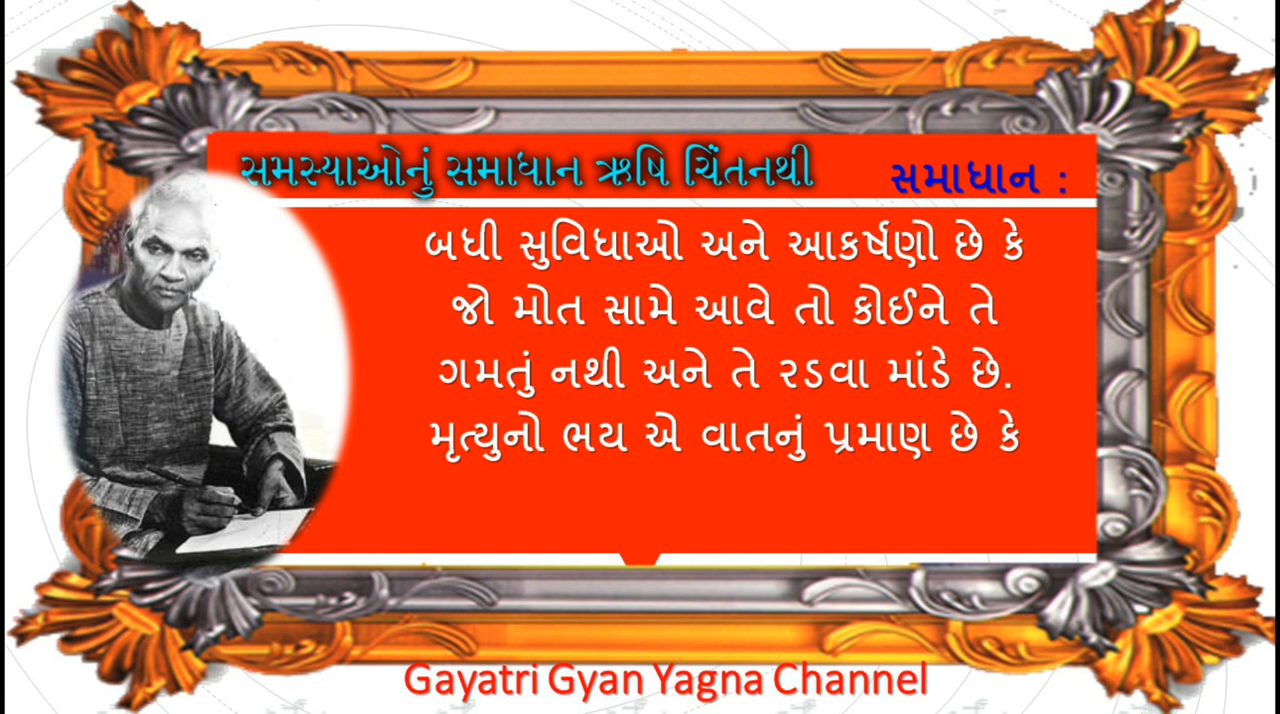 સમસ્યાઓનું સમાધાન ઋષિ ચિંતનથી
સમાધાન :
બધી સુવિધાઓ અને આકર્ષણો છે કે
જો મોત સામે આવે તો કોઈને તે
ગમતું નથી અને તે રડવા માંડે છે.
મૃત્યુનો ભય એ વાતનું પ્રમાણ છે કે
Gayatri Gyan Yagna Channel